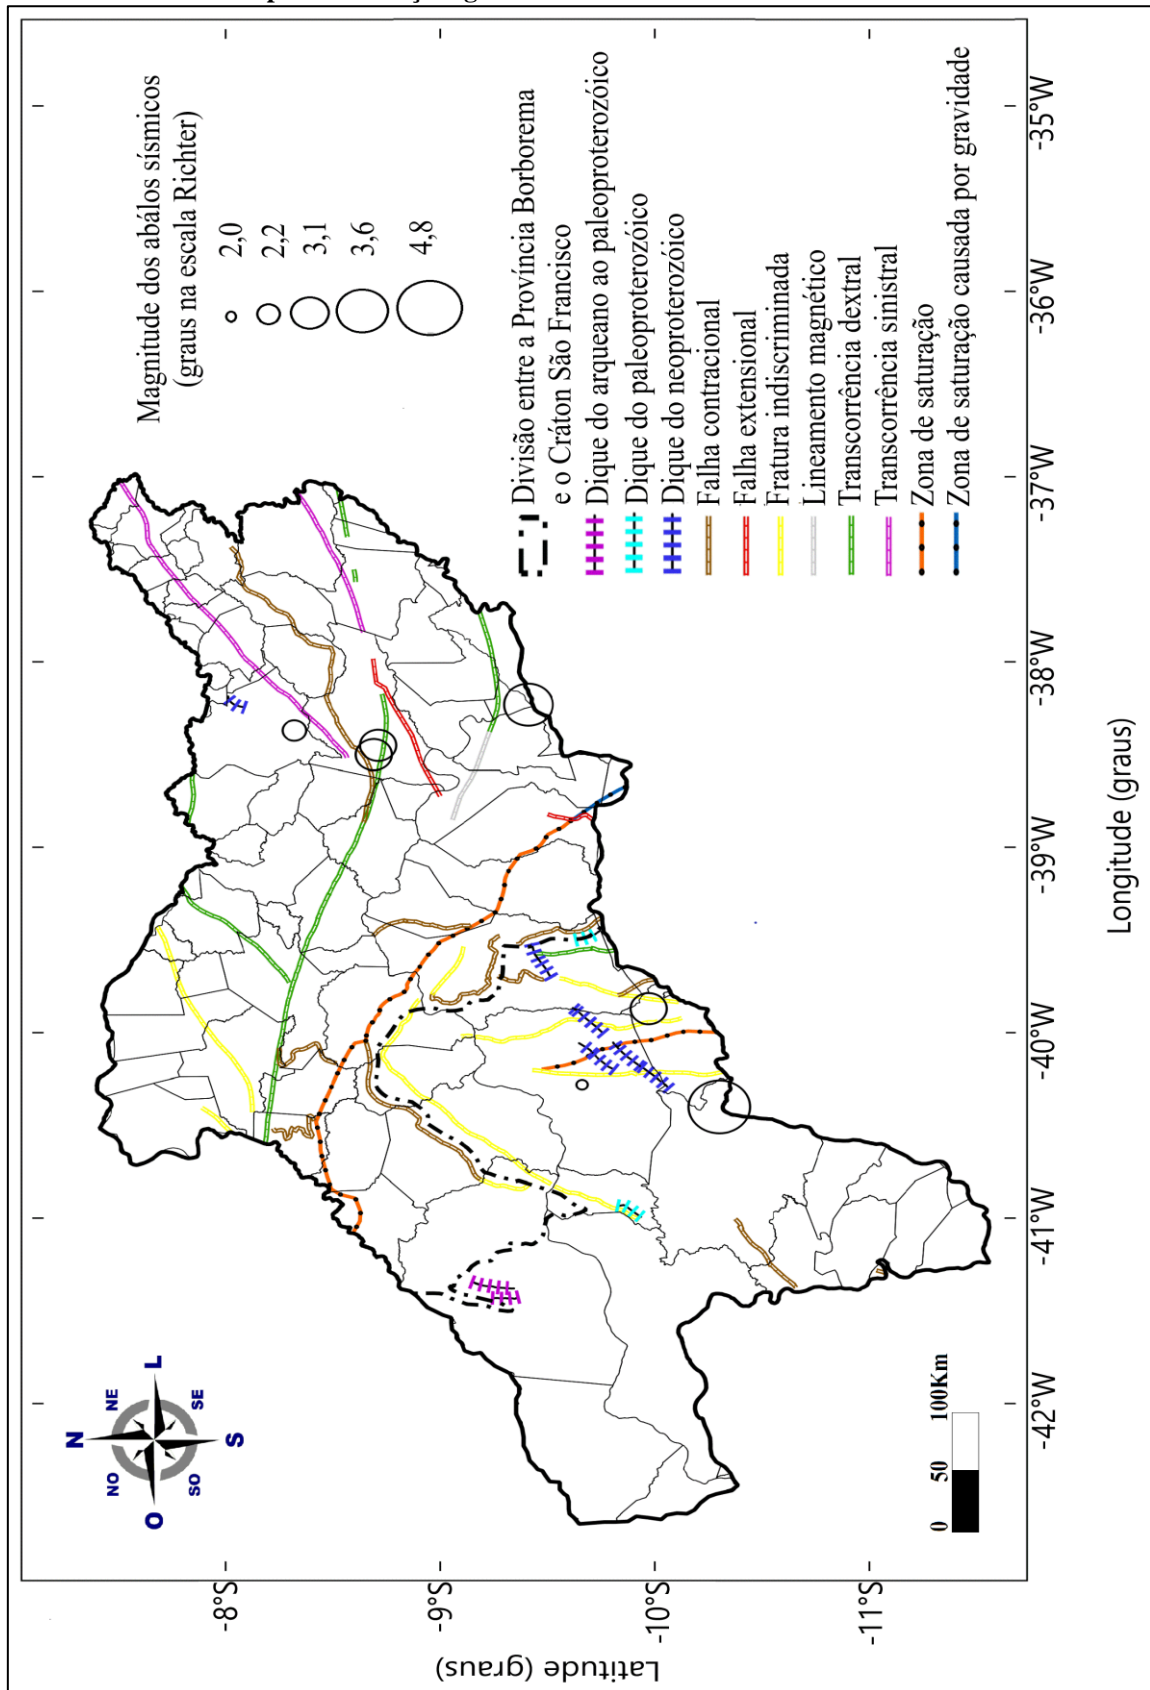 Magnitude dos abálos sísmicos
(graus na escala Richter)
2,0
2,2
3,1
3,6
4,8
Divisão entre a Província Borborema
e o Cráton São Francisco
Dique do arqueano ao paleoproterozóico
Dique do paleoproterozóico
Dique do neoproterozóico
Falha contracional
Falha extensional
Fratura indiscriminada
Lineamento magnético
Transcorrência dextral
Transcorrência sinistral
Zona de saturação
Zona de saturação causada por gravidade
N
NE
L
SE
S
SO
O
NO
0 50 100Km
-8°S
-9°S
-10°S
-11°S
Latitude (graus)
-42°W
-41°W
-40°W
-39°W
-38°W
-37°W
-36°W
-35°W
Longitude (graus)